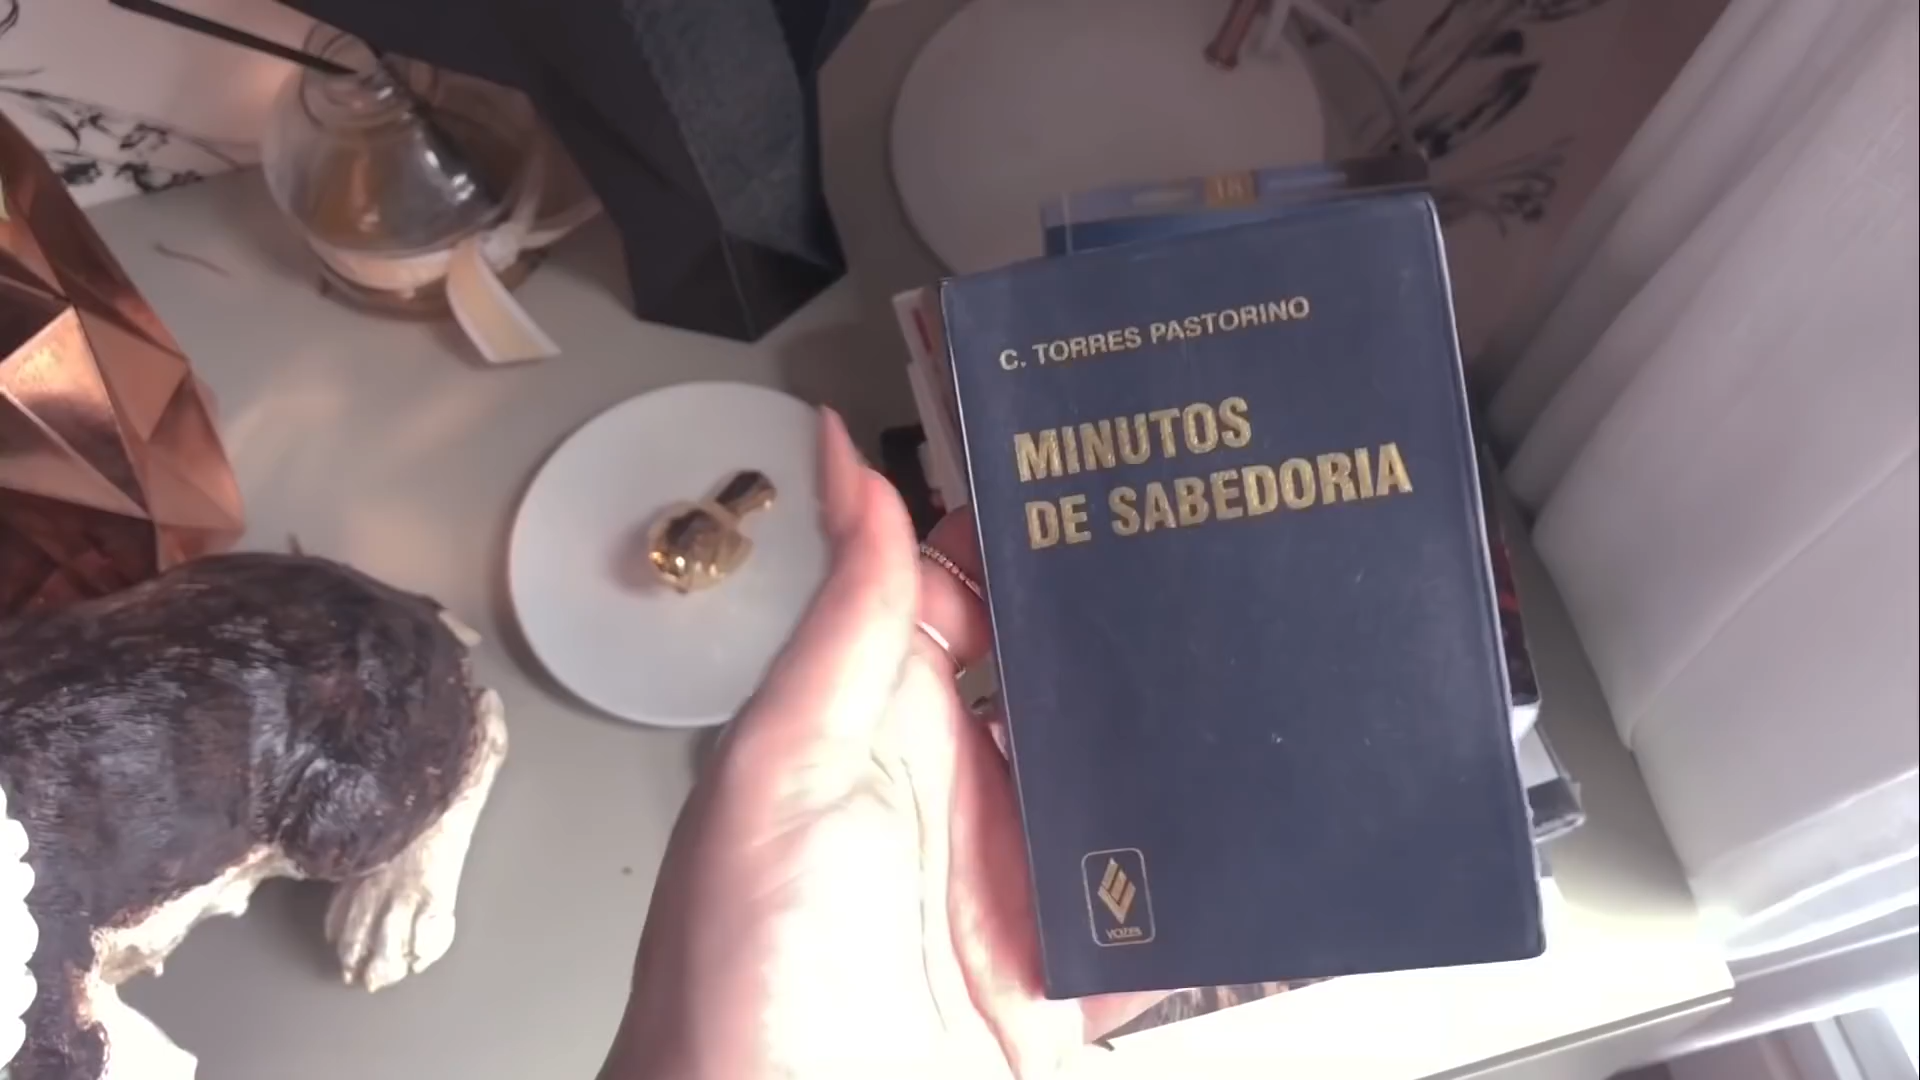 C. TORRES PASTORINO
MINUTOS
DE SABEDORIA
VOZES